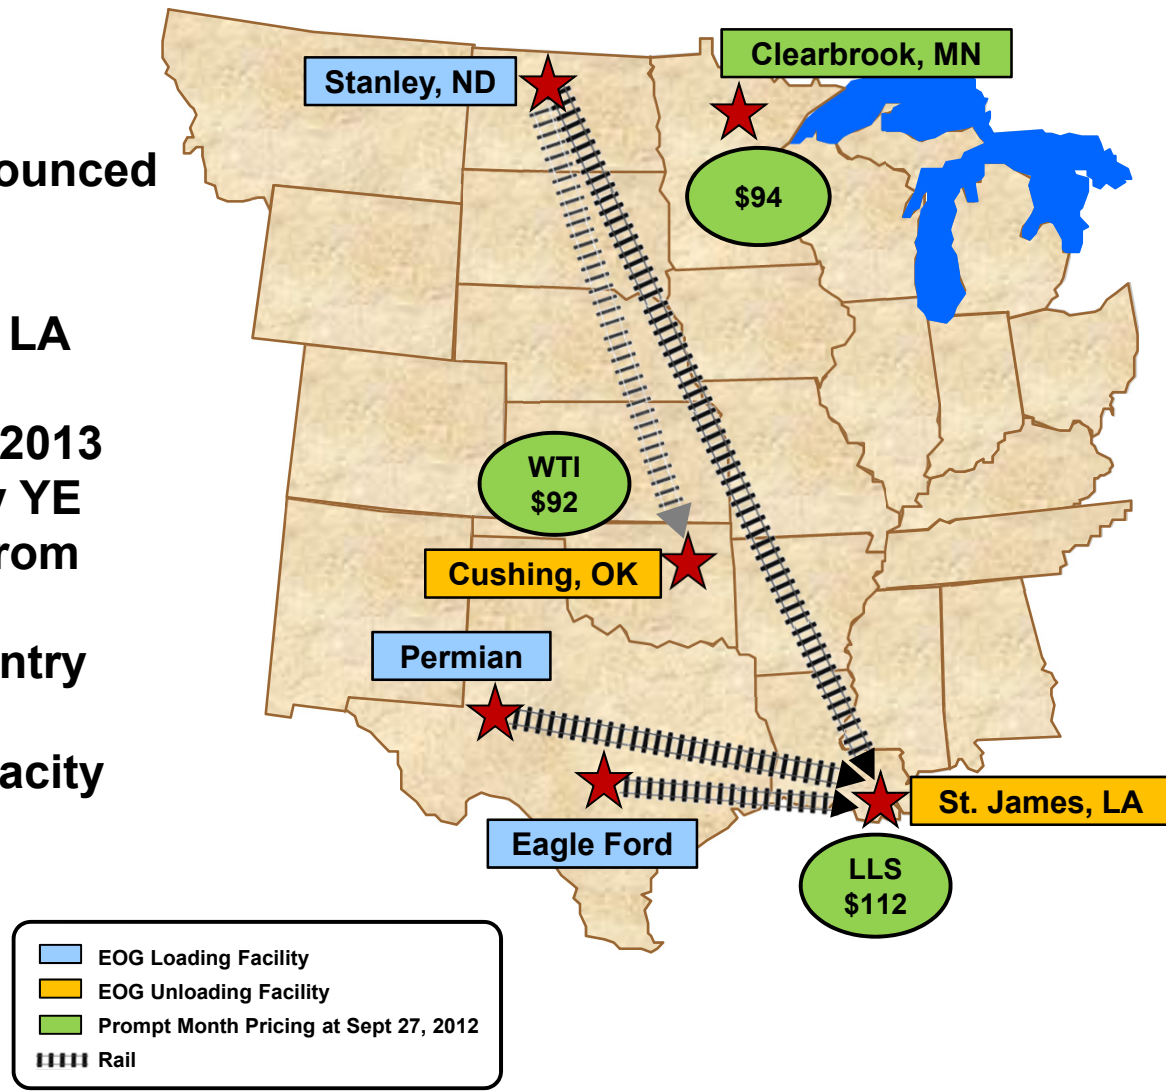 ounced
LA
2013
YE
rom
ntry
acity
Stanley, ND
Clearbrook, MN
$94
WTI
$92
Cushing, OK
Permian
Eagle Ford
St. James, LA
LLS
$112
EOG Loading Facility
EOG Unloading Facility
Prompt Month Pricing at Sept 27, 2012
Rail